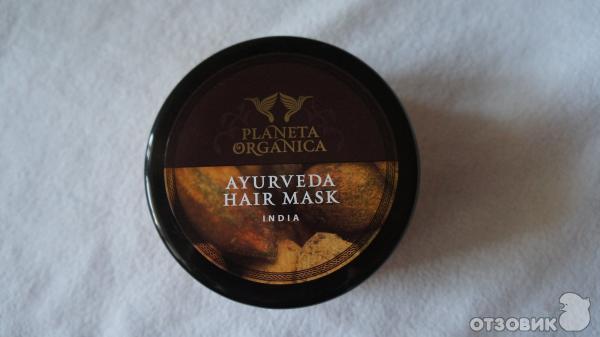 PLANETA
ORGANICA
AYURVEDA
HAIR MASK
INDIA
ОТЗОВИК